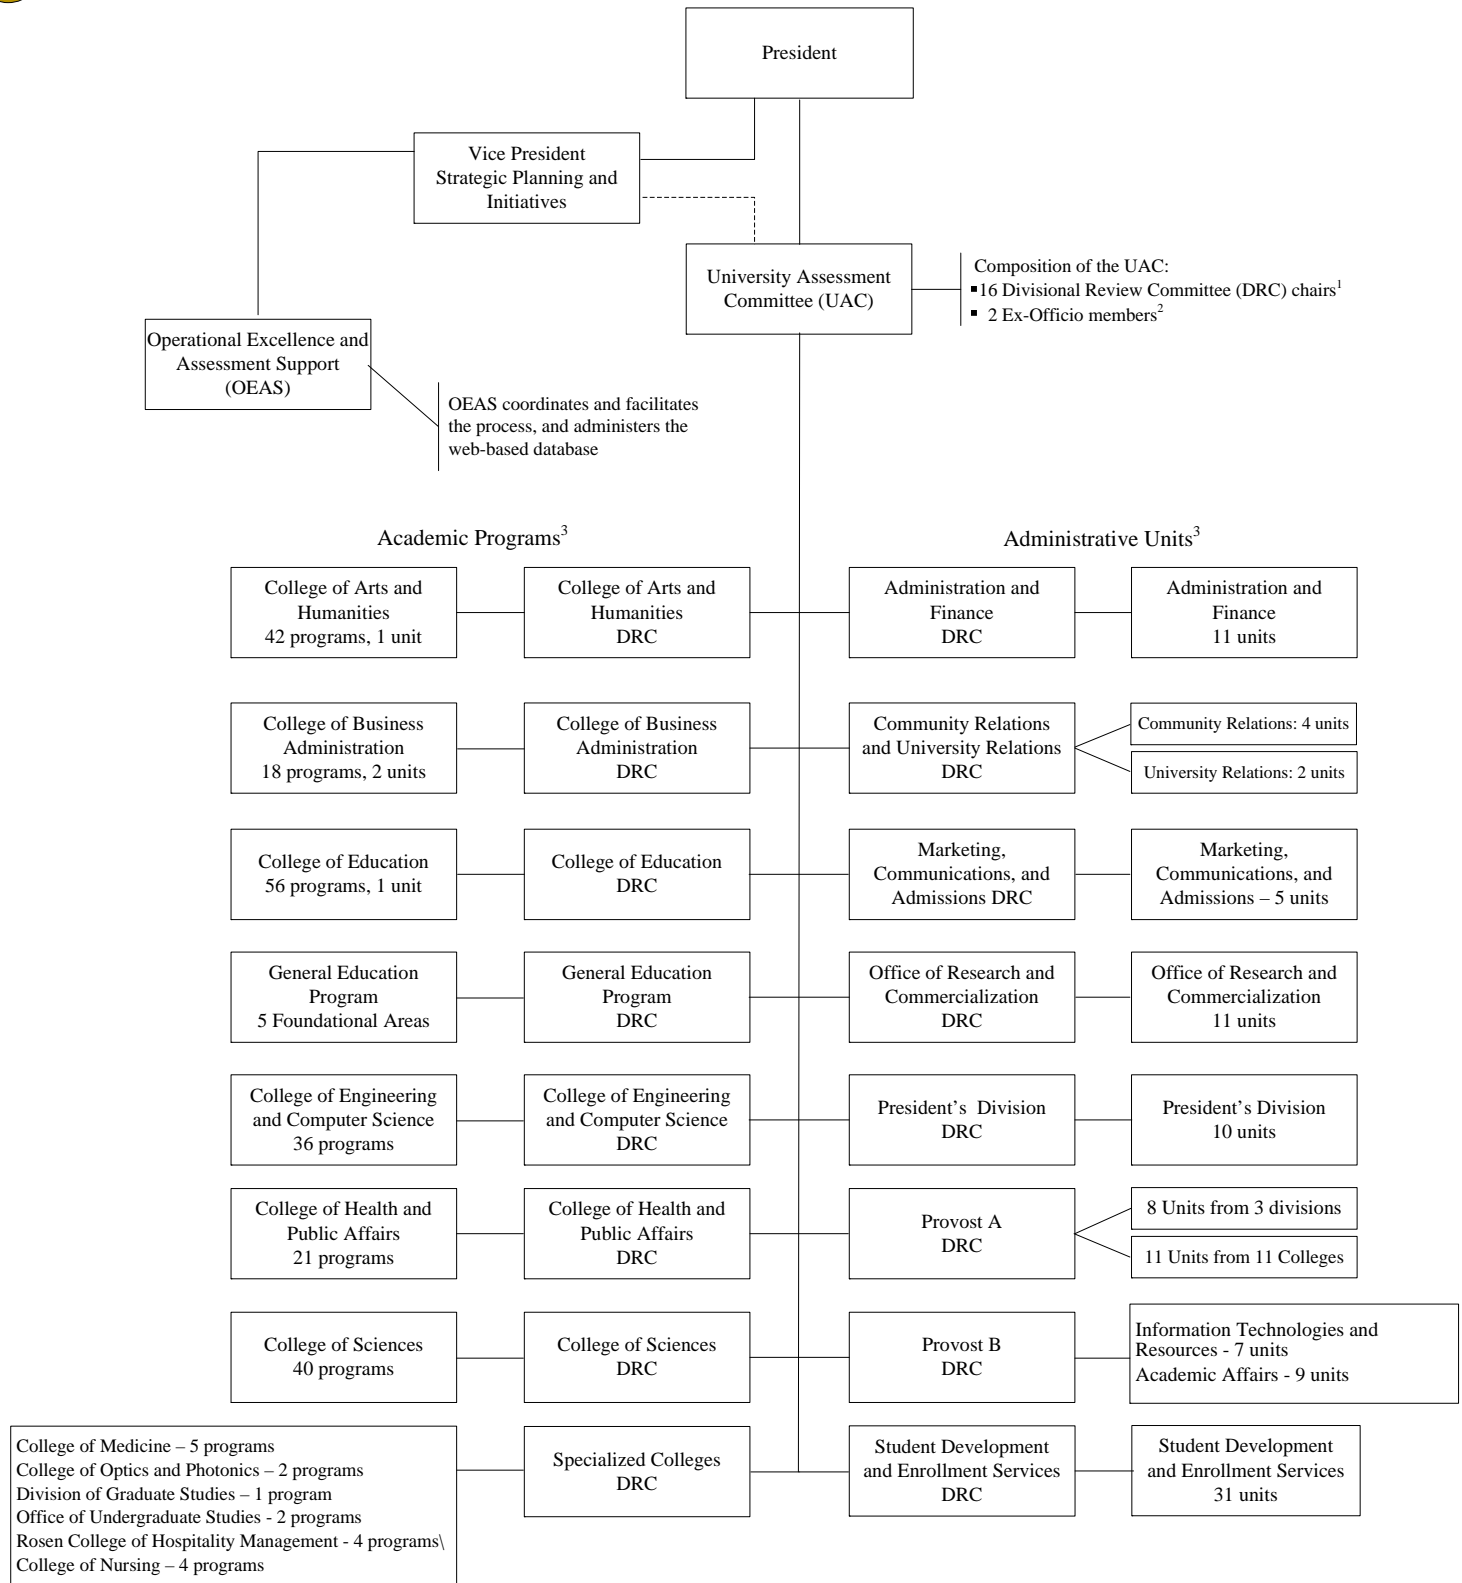 President
Vice President
Strategic Planning and
Initiatives
University Assessment
Committee (UAC)
Composition of the UAC:
▪16 Divisional Review Committee (DRC) chairs¹
▪ 2 Ex-Officio members²
Operational Excellence and
Assessment Support
(OEAS)
OEAS coordinates and facilitates
the process, and administers the
web-based database
Academic Programs³
Administrative Units³
College of Arts and
Humanities
42 programs, 1 unit
College of Arts and
Humanities
DRC
Administration and
Finance
DRC
Administration and
Finance
11 units
College of Business
Administration
18 programs, 2 units
College of Business
Administration
DRC
Community Relations
and University Relations
DRC
Community Relations: 4 units
University Relations: 2 units
College of Education
56 programs, 1 unit
College of Education
DRC
Marketing,
Communications, and
Admissions DRC
Marketing,
Communications, and
Admissions – 5 units
General Education
Program
5 Foundational Areas
General Education
Program
DRC
Office of Research and
Commercialization
DRC
Office of Research and
Commercialization
11 units
College of Engineering
and Computer Science
36 programs
College of Engineering
and Computer Science
DRC
President’s  Division
DRC
President’s Division
10 units
College of Health and
Public Affairs
21 programs
College of Health and
Public Affairs
DRC
Provost A
DRC
8 Units from 3 divisions
11 Units from 11 Colleges
College of Sciences
40 programs
College of Sciences
DRC
Provost B
DRC
Information Technologies and
Resources - 7 units
Academic Affairs - 9 units
College of Medicine – 5 programs
College of Optics and Photonics – 2 programs
Division of Graduate Studies – 1 program
Office of Undergraduate Studies - 2 programs
Rosen College of Hospitality Management - 4 programs\
College of Nursing – 4 programs
Specialized Colleges
DRC
Student Development
and Enrollment Services
DRC
Student Development
and Enrollment Services
31 units